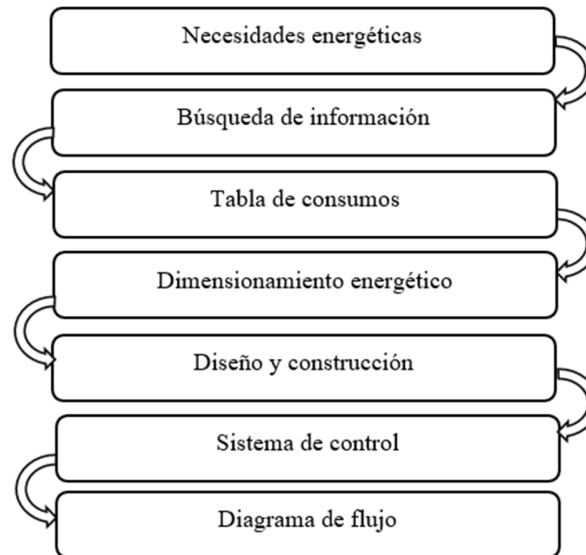 Necesidades energéticas
Búsqueda de información
Tabla de consumos
Dimensionamiento energético
Diseño y construcción
Sistema de control
Diagrama de flujo